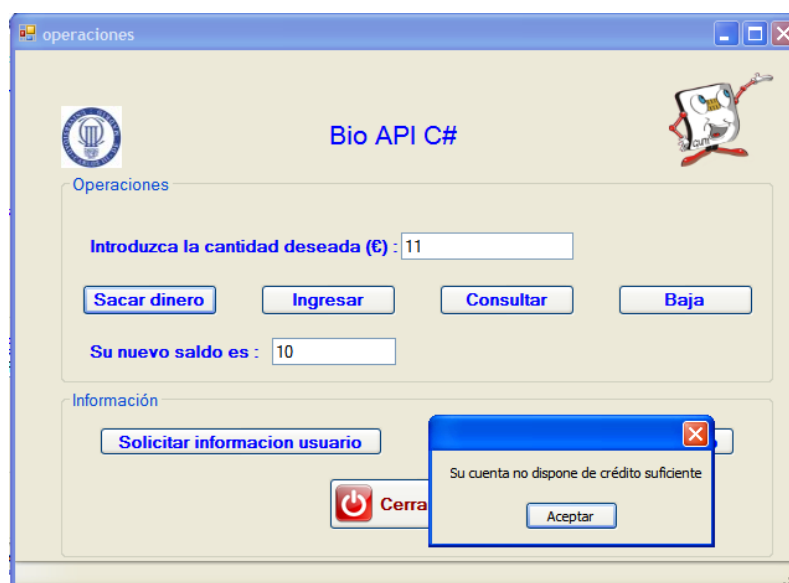 operaciones
Bio API C#
Operaciones
Introduzca la cantidad deseada (€) : 11
Sacar dinero Ingresar Consultar Baja
Su nuevo saldo es : 10
Información
Solicitar informacion usuario
Su cuenta no dispone de crédito suficiente
Cerra
Aceptar